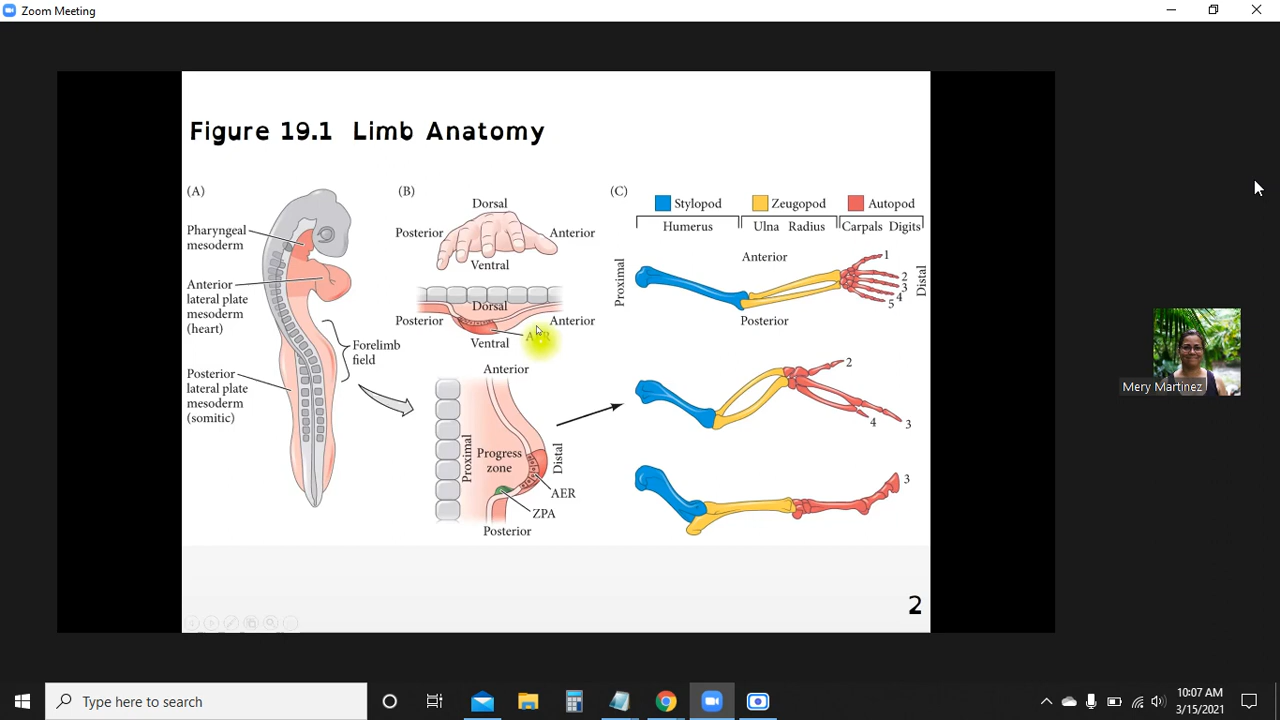 Zoom Meeting
Figure 19.1 Limb Anatomy
(A)
Pharyngeal
mesoderm
Anterior
lateral plate
mesoderm
(heart)
Posterior
lateral plate
mesoderm
(somitic)
Forelimb
field
(B)
Dorsal
Posterior
Anterior
Ventral
Dorsal
Posterior
Anterior
Ventral
AER
Anterior
Proximal
Progress
zone
Distal
AER
ZPA
Posterior
(C)
Stylopod
Zeugopod
Autopod
Humerus
Ulna Radius
Carpals Digits
Anterior
Proximal
Distal
1
2
3
4
5
Posterior
2
3
4
3
2
Mery Martinez
Type here to search
10:07 AM
3/15/2021